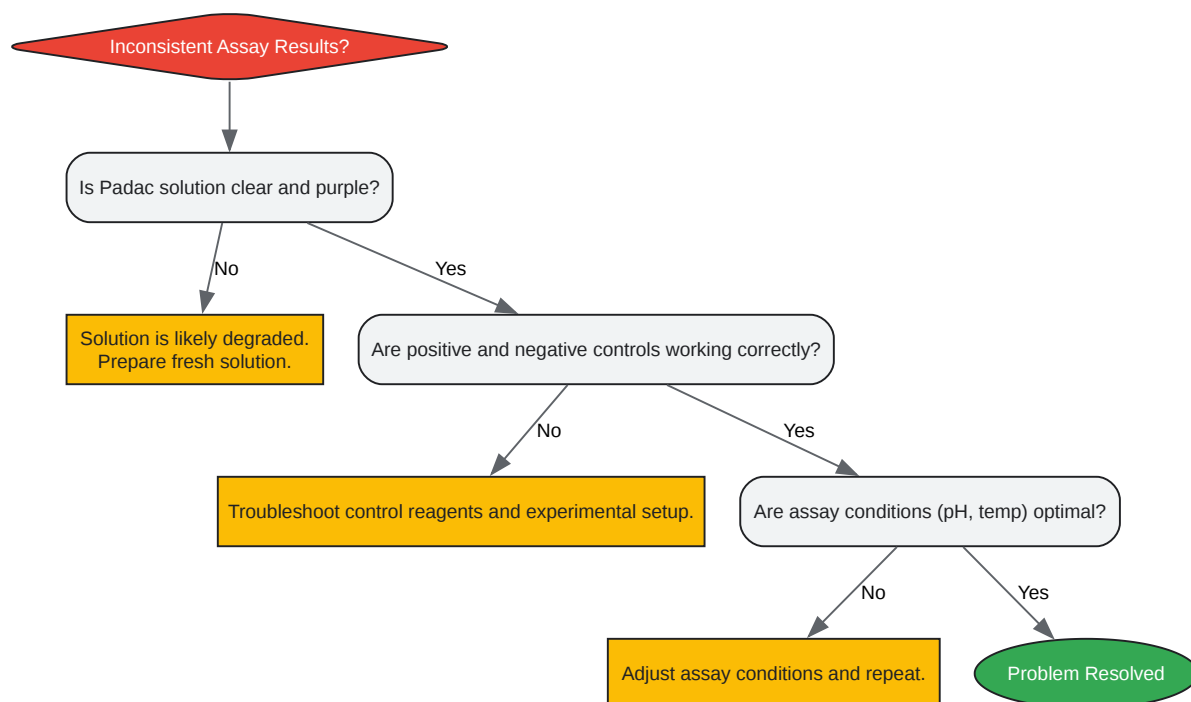 Inconsistent Assay Results?
Is Padac solution clear and purple?
No
Yes
Solution is likely degraded.
Prepare fresh solution.
Are positive and negative controls working correctly?
No
Yes
Troubleshoot control reagents and experimental setup.
Are assay conditions (pH, temp) optimal?
No
Yes
Adjust assay conditions and repeat.
Problem Resolved